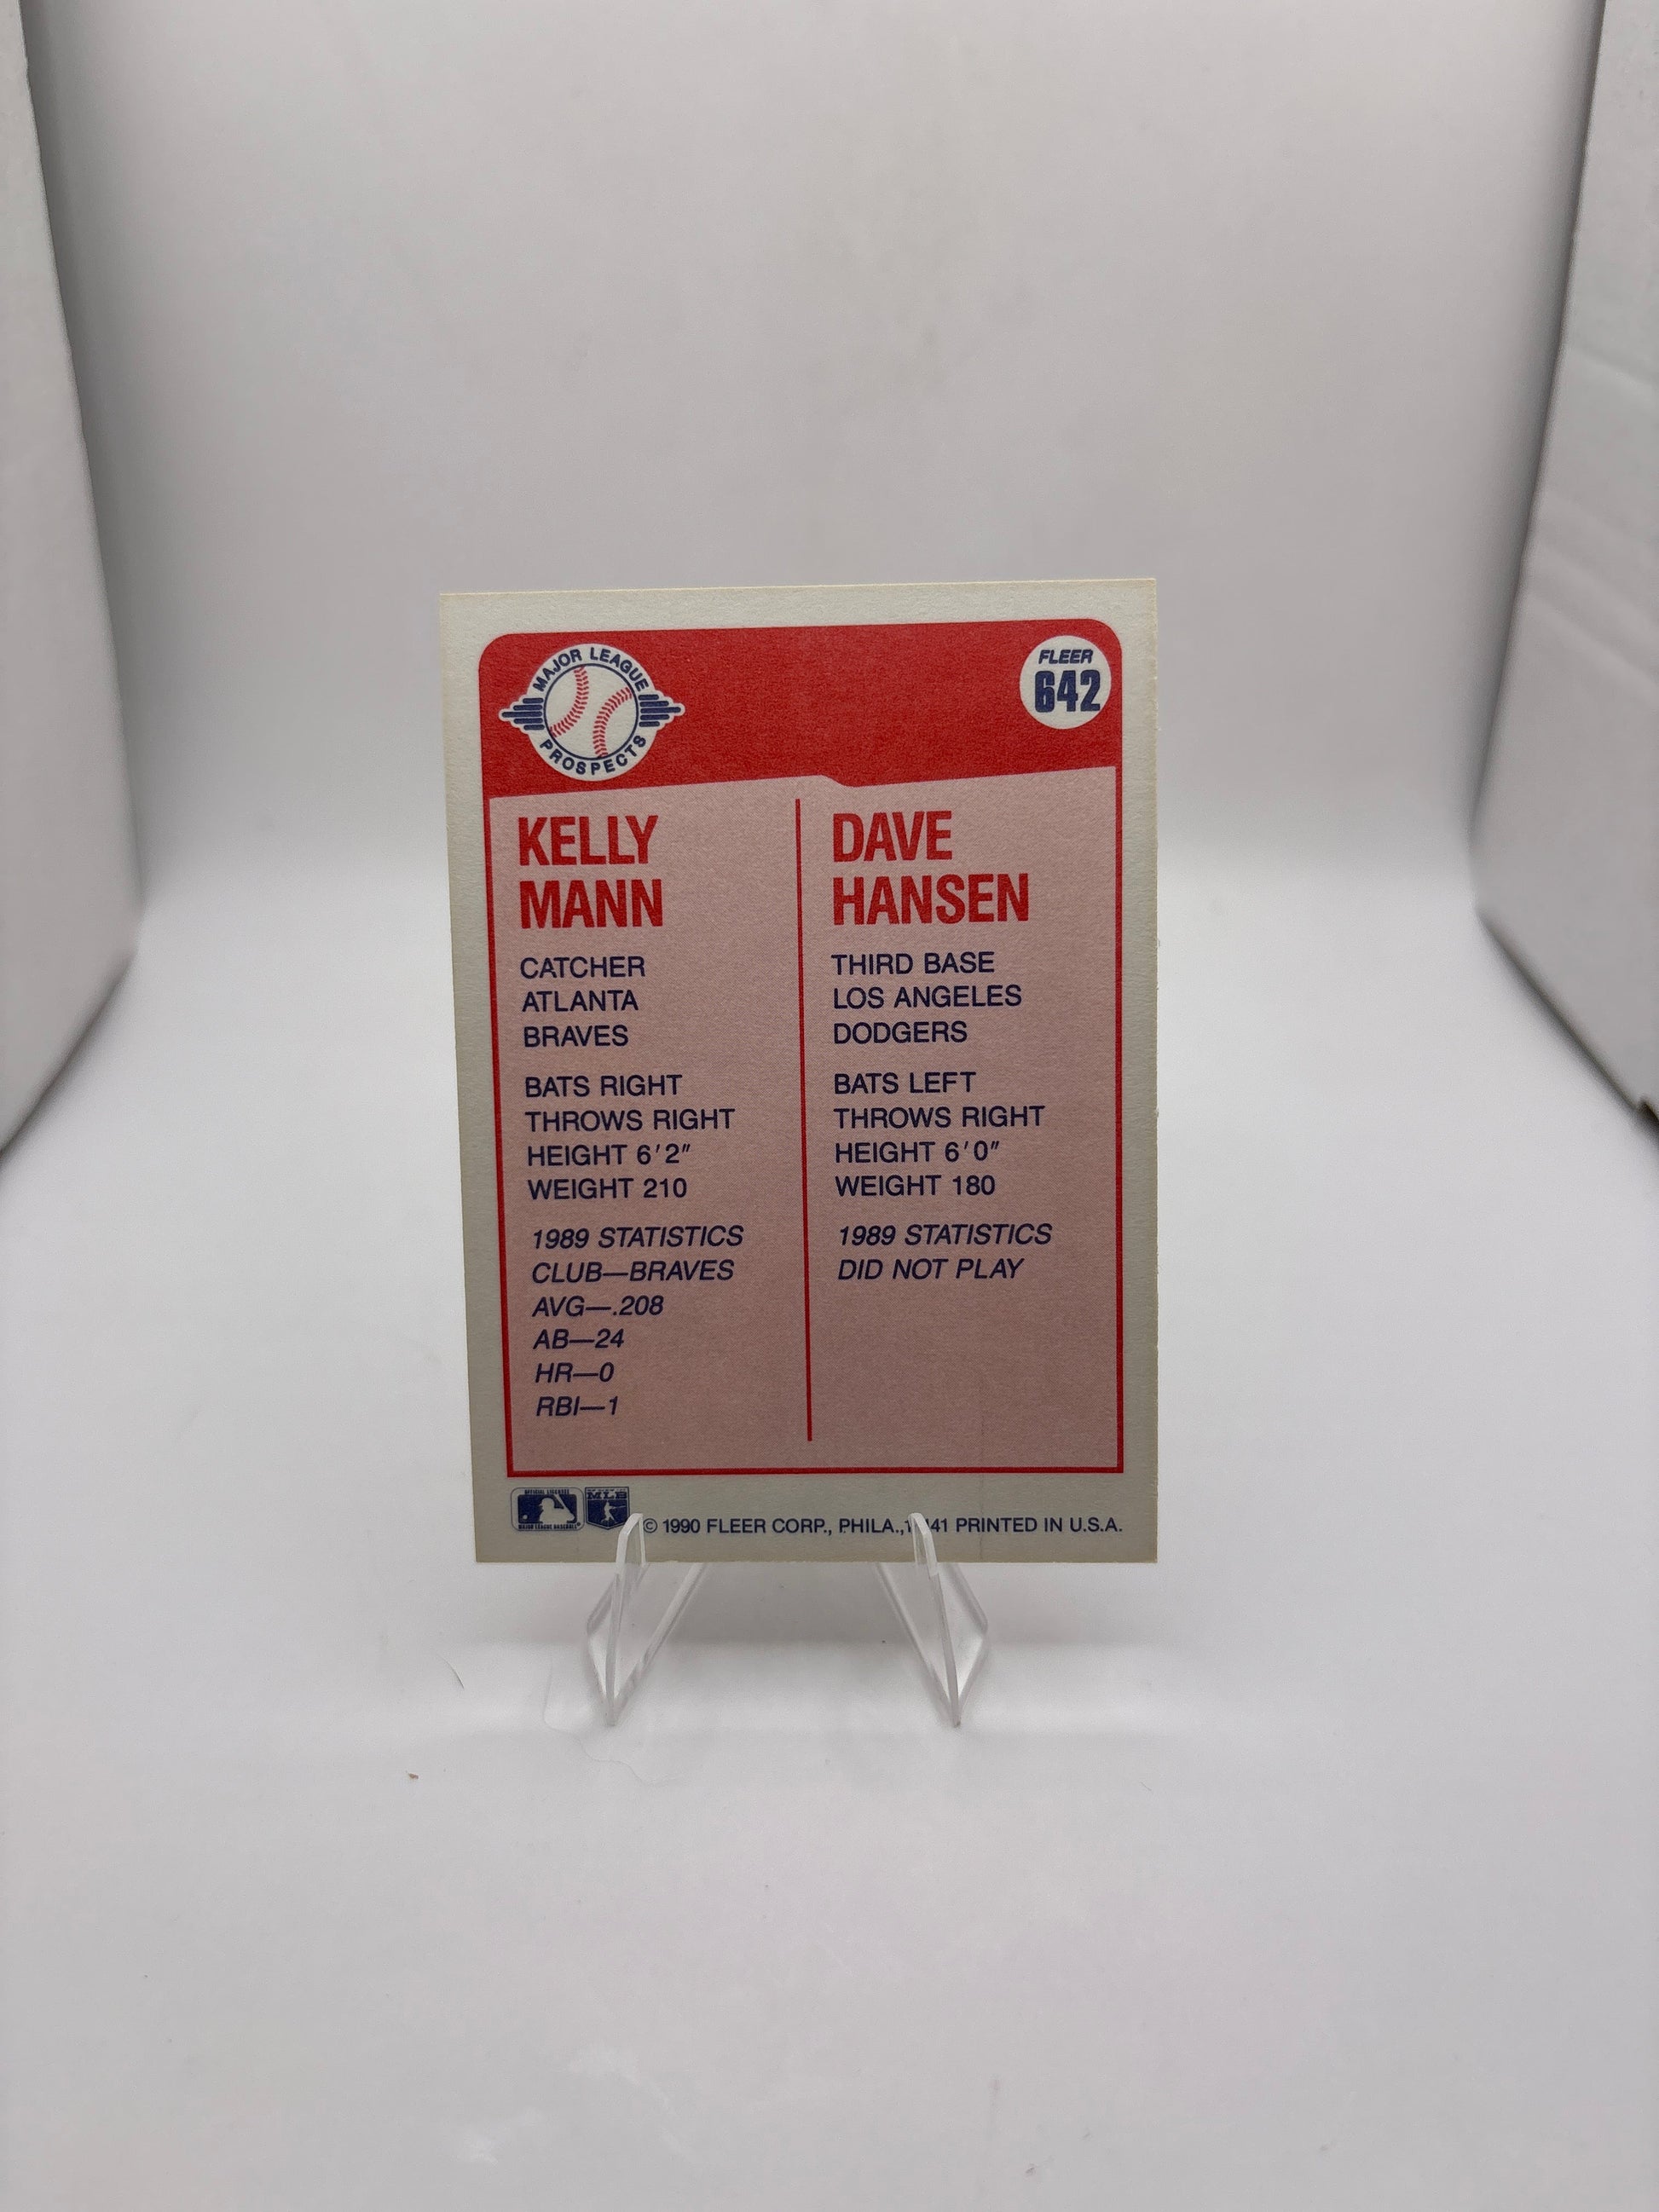 MAJOR LEAGUE
PROSPECTS
FLEER
642
KELLY
MANN
CATCHER
ATLANTA
BRAVES
BATS RIGHT
THROWS RIGHT
HEIGHT 6'2"
WEIGHT 210
1989 STATISTICS
CLUB—BRAVES
AVG—.208
AB—24
HR—0
RBI—1
DAVE
HANSEN
THIRD BASE
LOS ANGELES
DODGERS
BATS LEFT
THROWS RIGHT
HEIGHT 6'0"
WEIGHT 180
1989 STATISTICS
DID NOT PLAY
MLB
© 1990 FLEER CORP., PHILA., PRINTED IN U.S.A.